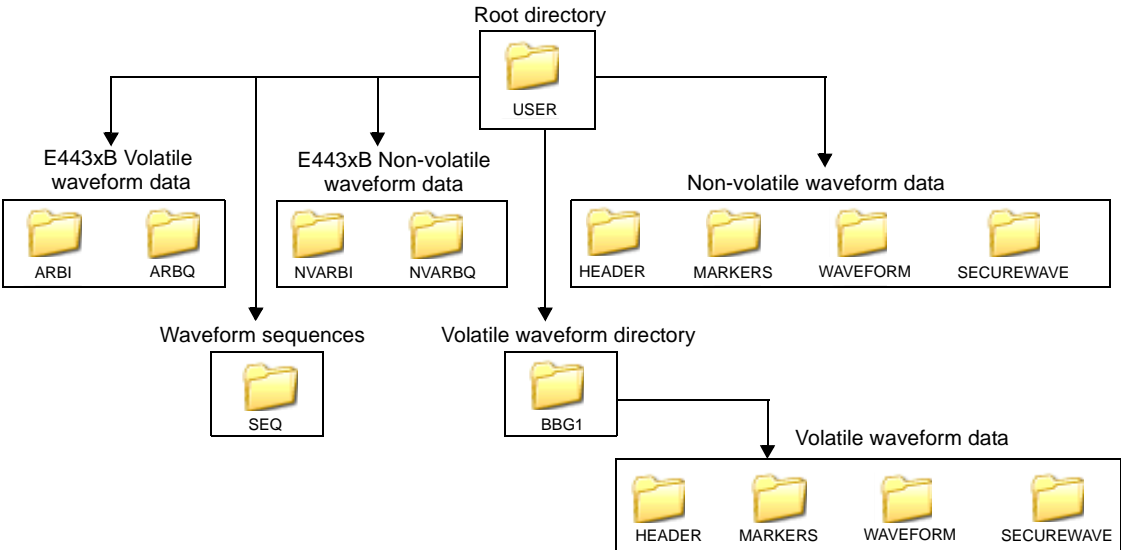 Root directory
USER
E443xB Volatile
waveform data
ARBI
ARBQ
E443xB Non-volatile
waveform data
NVARBI
NVARBQ
Non-volatile waveform data
HEADER
MARKERS
WAVEFORM
SECUREWAVE
Waveform sequences
SEQ
Volatile waveform directory
BBG1
Volatile waveform data
HEADER
MARKERS
WAVEFORM
SECUREWAVE